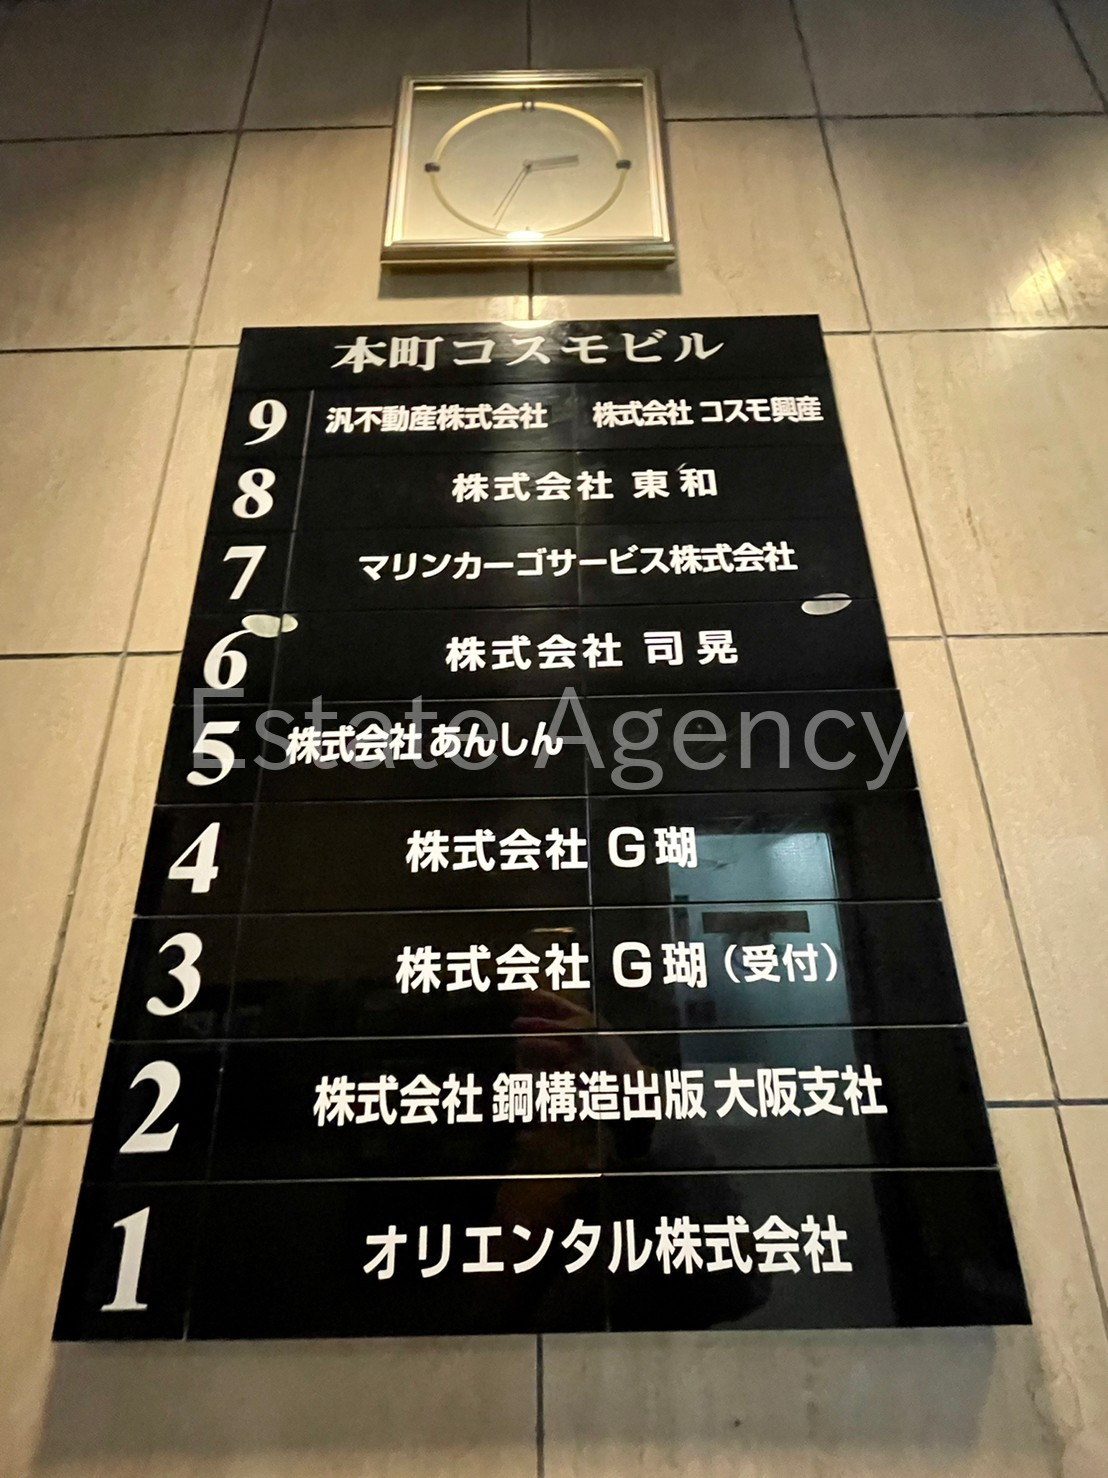 本町コスモビル
9 汎不動産株式会社 株式会社 コスモ興産
8 株式会社 東和
7 マリンカーゴサービス株式会社
6 株式会社 司晃
5 株式会社 あんしん
Estate Agency
4 株式会社 G瑚
3 株式会社 G瑚(受付)
2 株式会社 鋼構造出版 大阪支社
1 オリエンタル株式会社